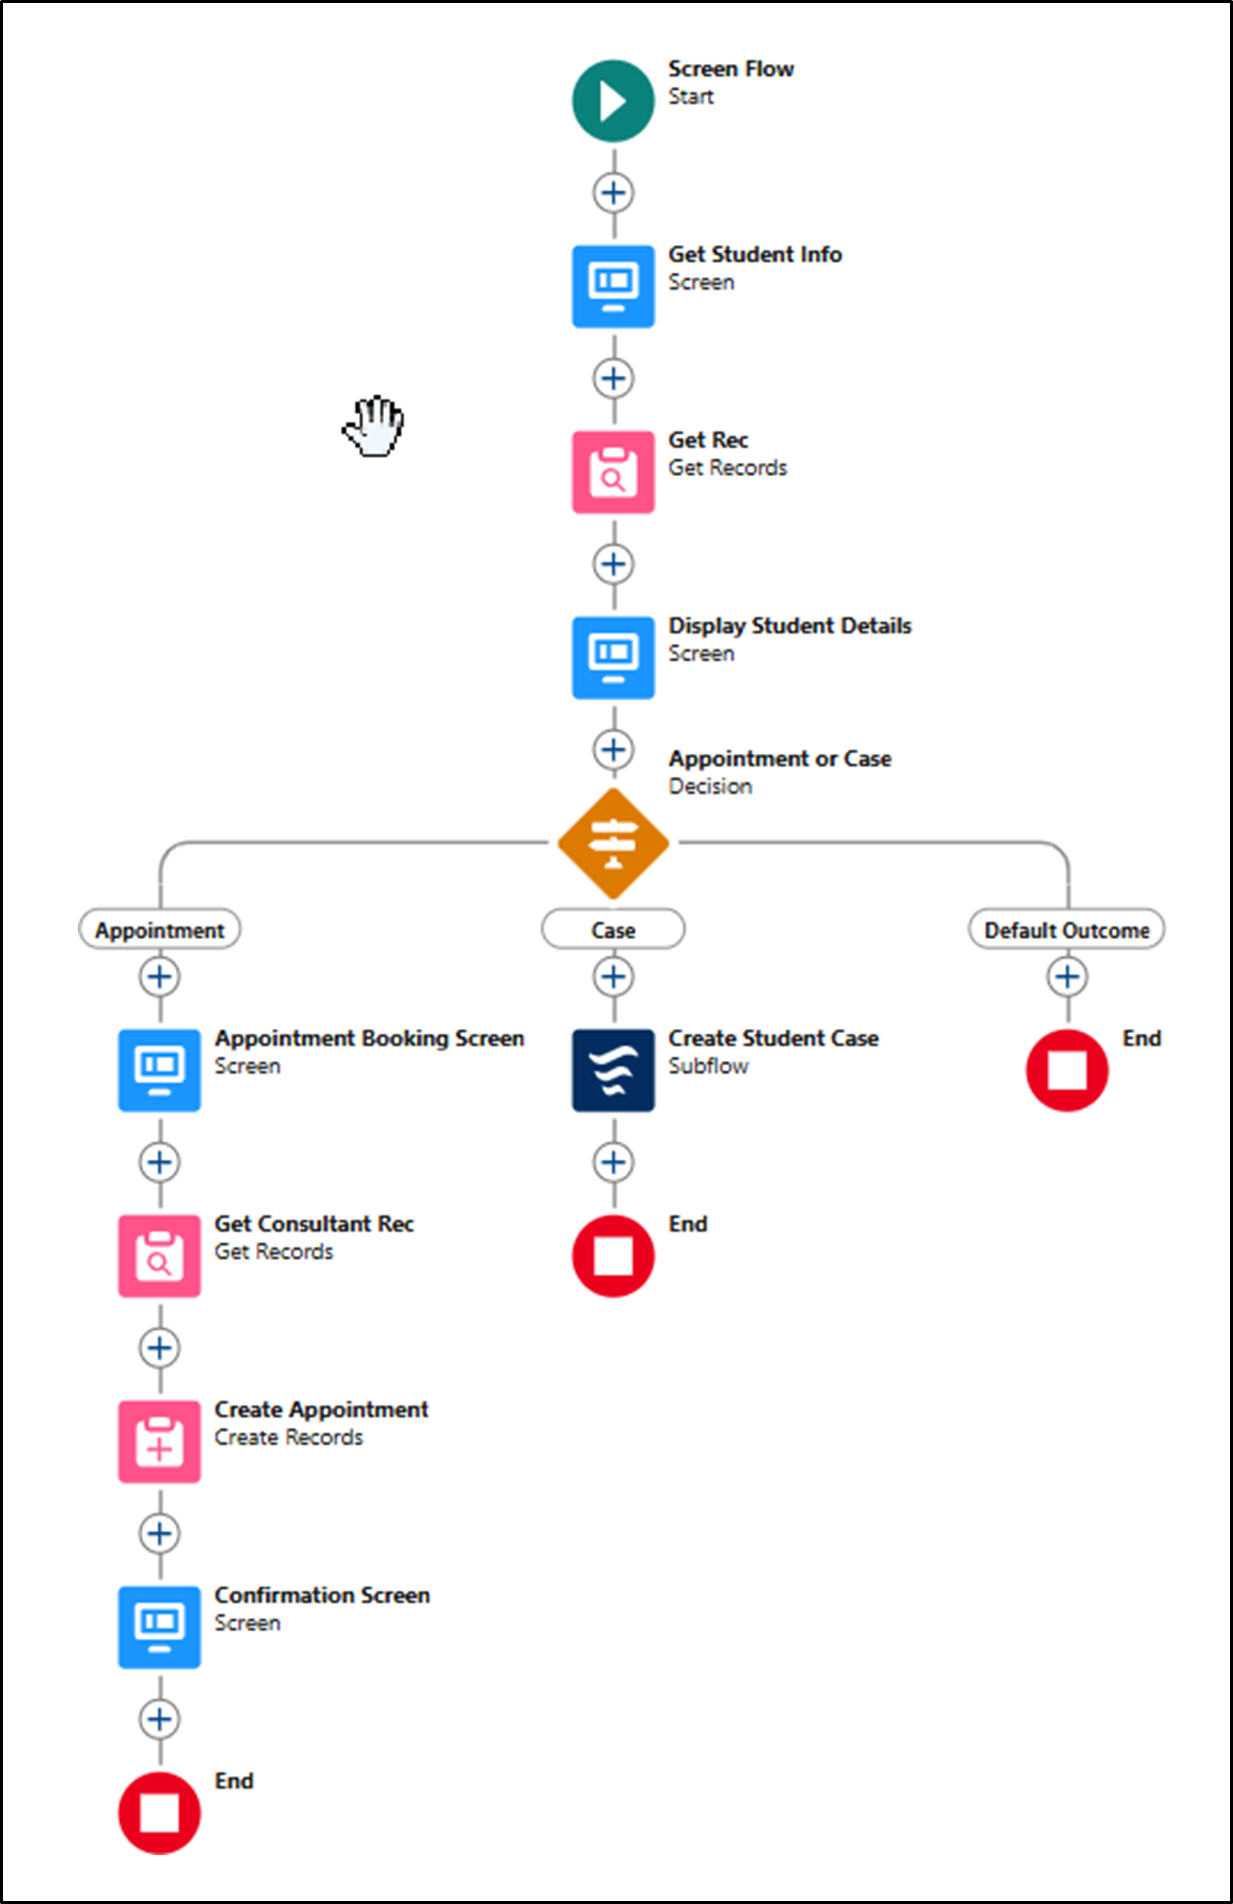 Screen Flow
Start
Get Student Info
Screen
Get Rec
Get Records
Display Student Details
Screen
Appointment or Case
Decision
Appointment
Case
Default Outcome
Appointment Booking Screen
Screen
Create Student Case
Subflow
End
Get Consultant Rec
Get Records
End
Create Appointment
Create Records
Confirmation Screen
Screen
End